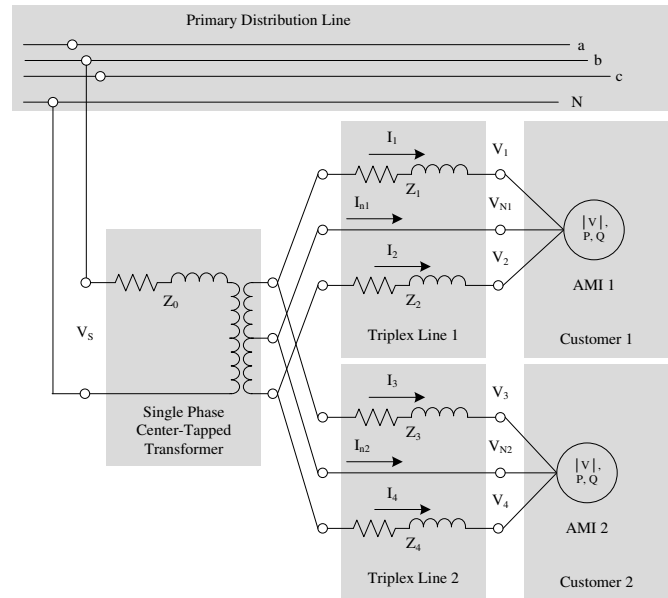 Primary Distribution Line
a
b
c
N
I1
V1
Z1
In1
VN1
|V|,
P, Q
I2
V2
Z2
AMI 1
Z0
VS
Triplex Line 1
Customer 1
I3
V3
Single Phase
Center-Tapped
Transformer
Z3
In2
VN2
|V|,
P, Q
I4
V4
Z4
AMI 2
Triplex Line 2
Customer 2